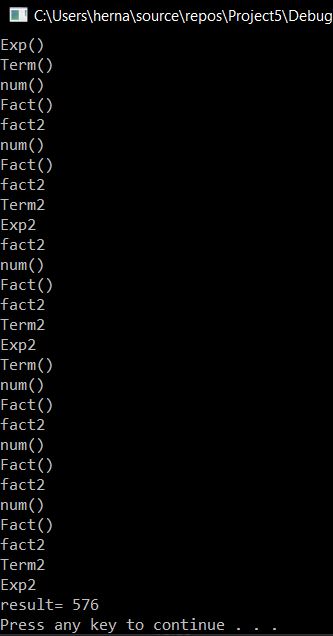 C:\Users\herna\source\repos\Project5\Debug
Exp()
Term()
num()
Fact()
fact2
num()
Fact()
fact2
Term2
Exp2
fact2
num()
Fact()
fact2
Term2
Exp2
Term()
num()
Fact()
fact2
num()
Fact()
fact2
num()
Fact()
fact2
Term2
Exp2
result= 576
Press any key to continue . . .